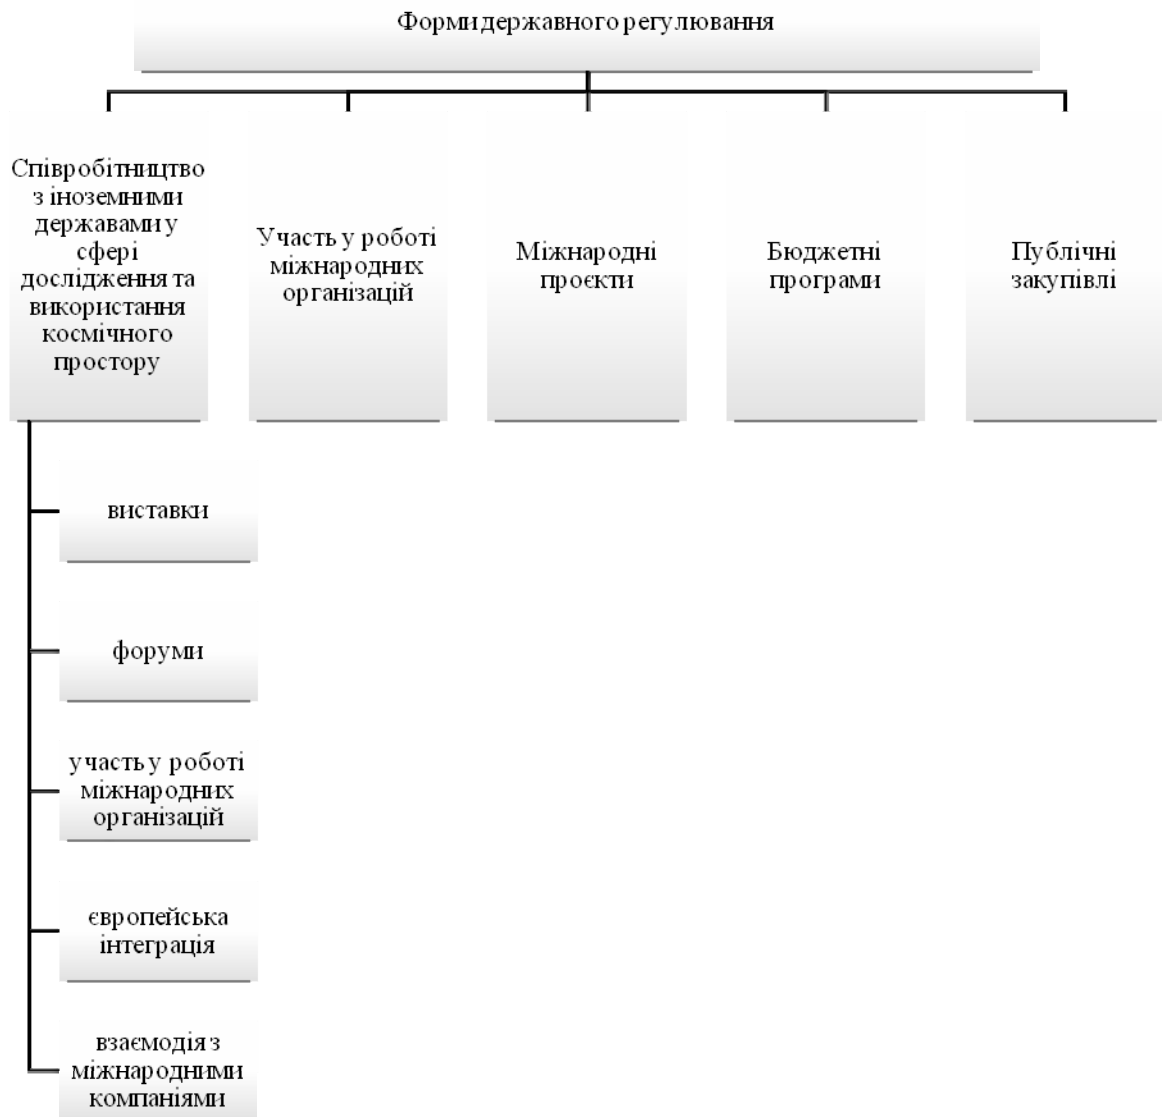 Форми державного регулювання
Співробітництво
з іноземними
державами у
сфері
дослідження та
використання
космічного
простору
Участь у роботі
міжнародних
організацій
Міжнародні
проєкти
Бюджетні
програми
Публічні
закупівлі
виставки
форуми
участь у роботі
міжнародних
організацій
європейська
інтеграція
взаємодія з
міжнародними
компаніями